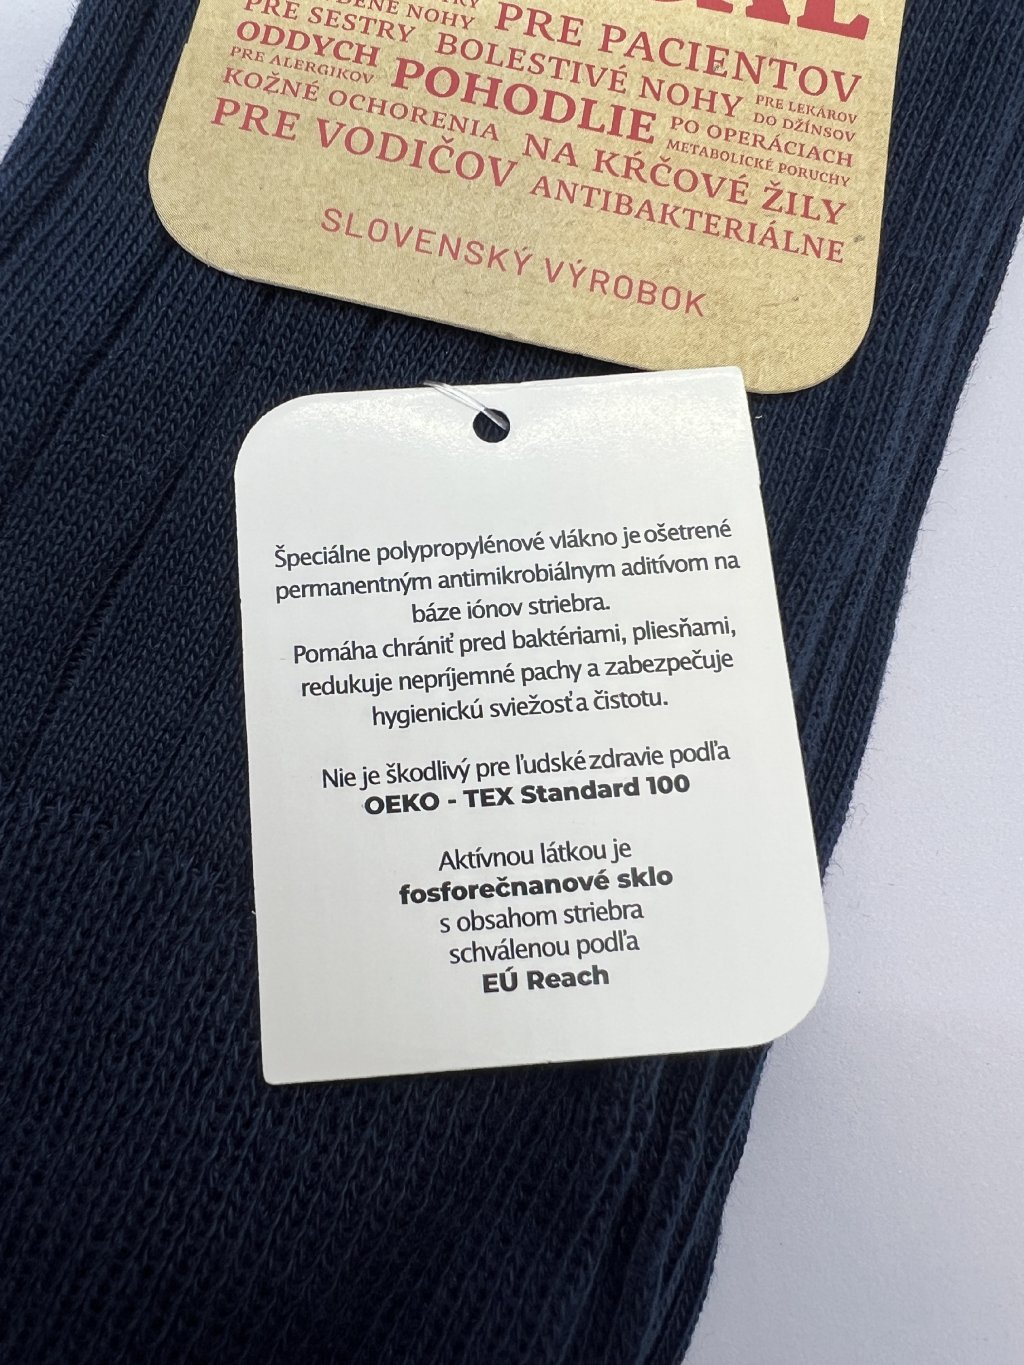 PRE SESTRY NOHY PRE PACIENTOV
ODDYCH BOLESTIVÉ NOHY PRE LEKÁROV
PRE ALERGIKOV POHODLIE DO DŽÍNSOV
KOŽNÉ OCHORENIA PO OPERÁCIACH
METABOLICKÉ PORUCHY
PRE VODIČOV NA KŔČOVÉ ŽILY
ANTIBAKTERIÁLNE
SLOVENSKÝ VÝROBOK
Špeciálne polypropylénové vlákno je ošetrené
permanentným antimikrobiálnym aditívom na
báze iónov striebra.
Pomáha chrániť pred baktériami, pliesňami,
redukuje nepríjemné pachy a zabezpečuje
hygienickú sviežosť a čistotu.
Nie je škodlivý pre ľudské zdravie podľa
OEKO - TEX Standard 100
Aktívnou látkou je
fosforečnanové sklo
s obsahom striebra
schválenou podľa
EÚ Reach